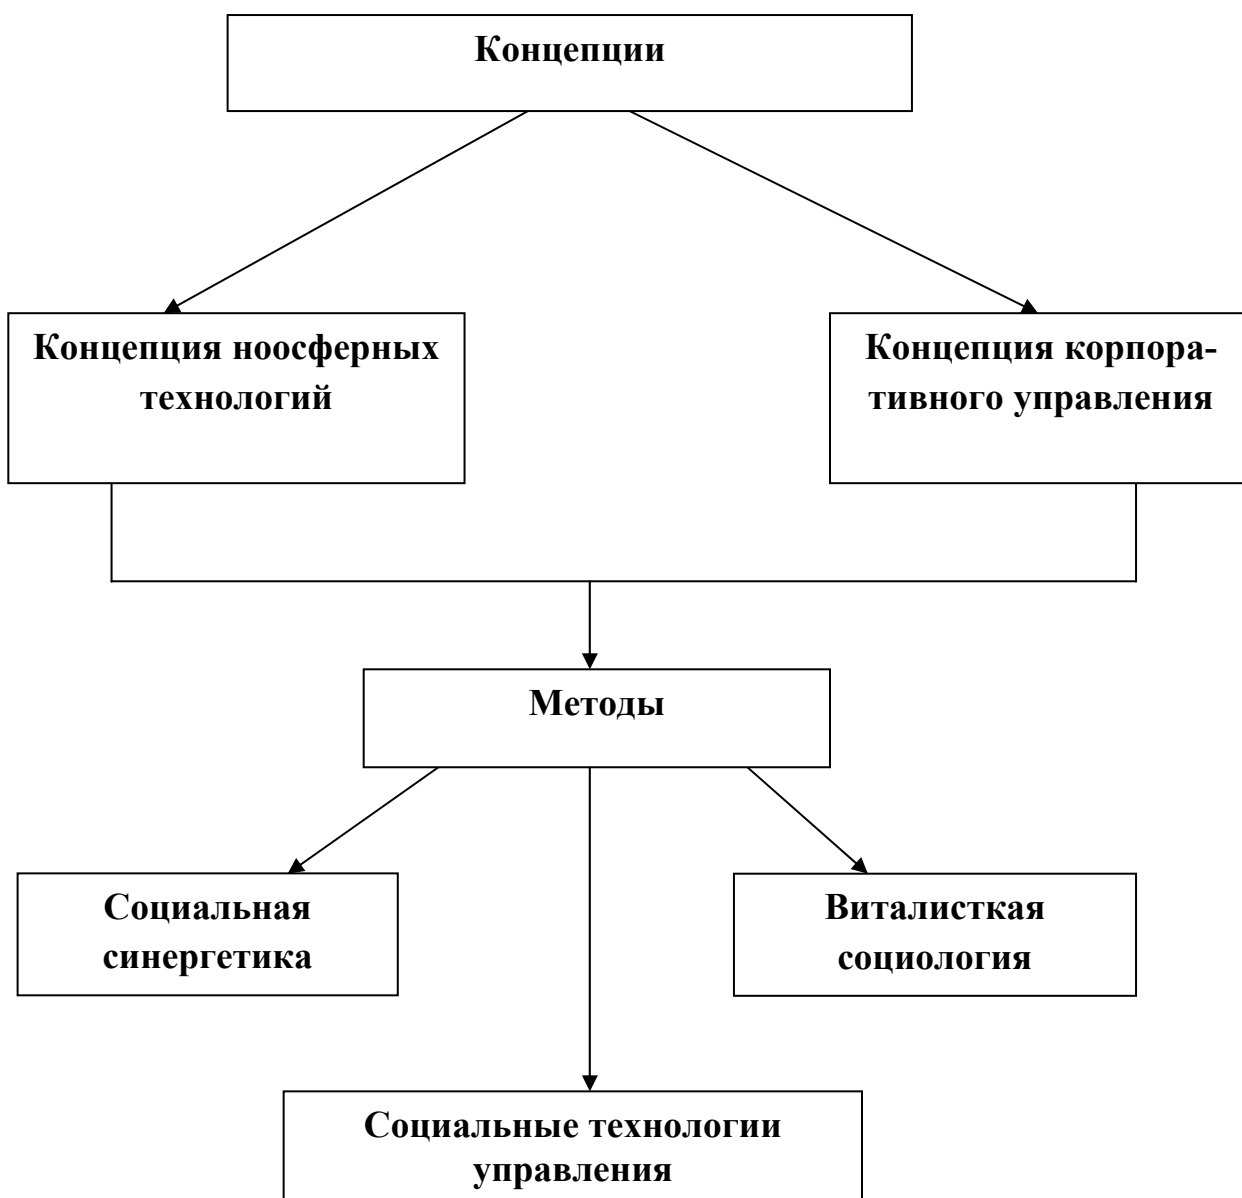 Концепции
Концепция ноосферных
технологий
Концепция корпора-
тивного управления
Методы
Социальная
синергетика
Виталисткая
социология
Социальные технологии
управления